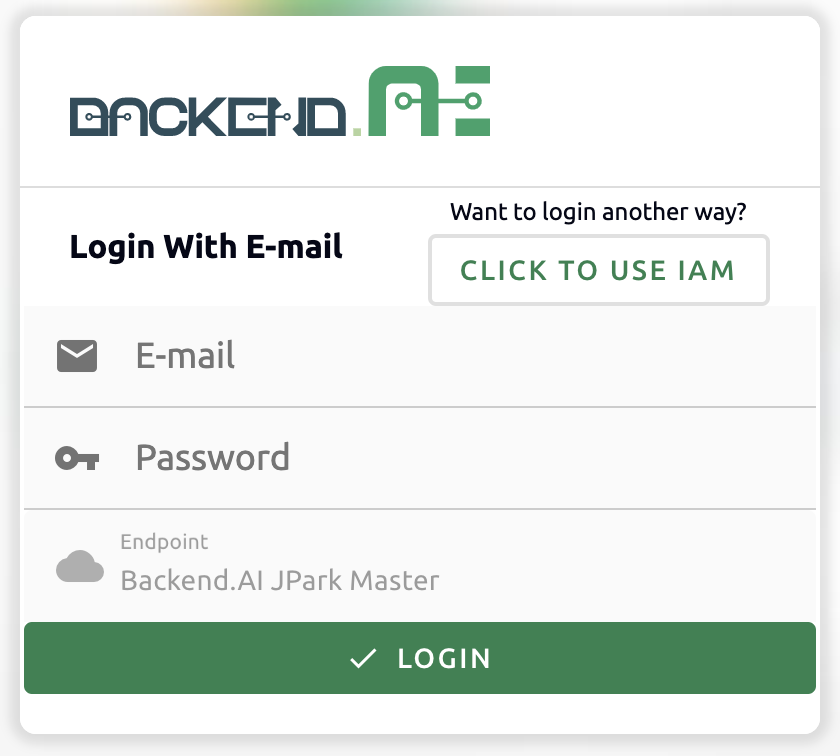 BACKEND.AI
Want to login another way?
Login With E-mail
CLICK TO USE IAM
E-mail
Password
Endpoint
Backend.AI JPark Master
LOGIN